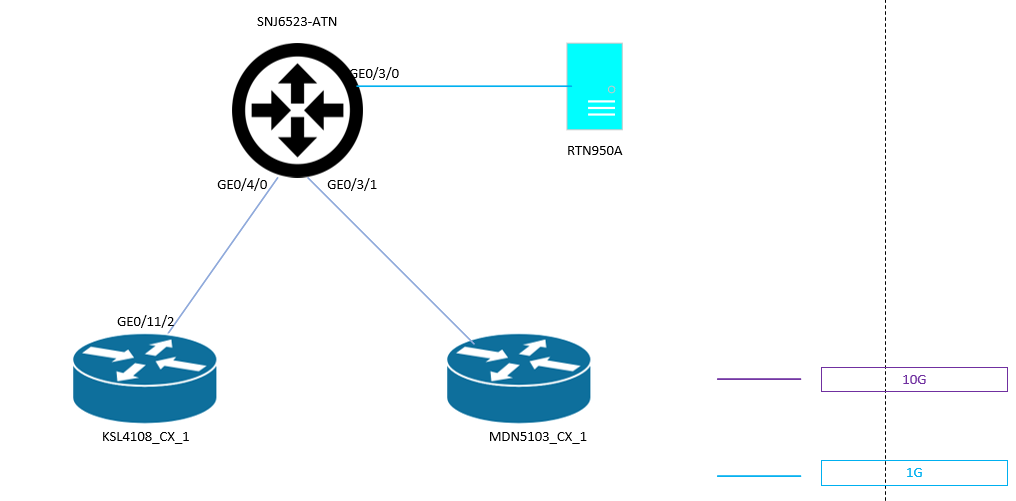 SNJ6523-ATN
GE0/3/0
RTN950A
GE0/4/0
GE0/3/1
GE0/11/2
10G
KSL4108_CX_1
MDN5103_CX_1
1G